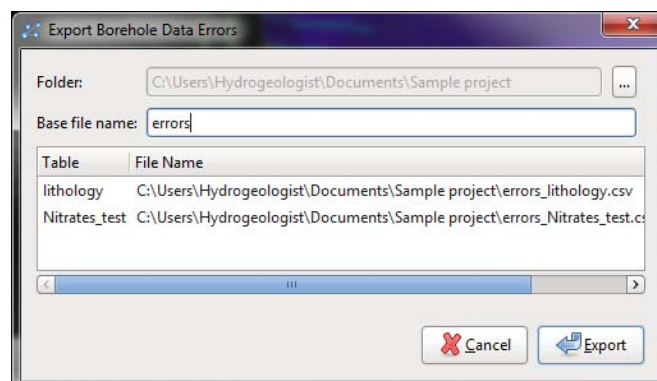 Export Borehole Data Errors
Folder: C:\Users\Hydrogeologist\Documents\Sample project ...
Base file name: errors
Table File Name
lithology C:\Users\Hydrogeologist\Documents\Sample project\errors_lithology.csv
Nitrates_test C:\Users\Hydrogeologist\Documents\Sample project\errors_Nitrates_test.cs
Cancel Export